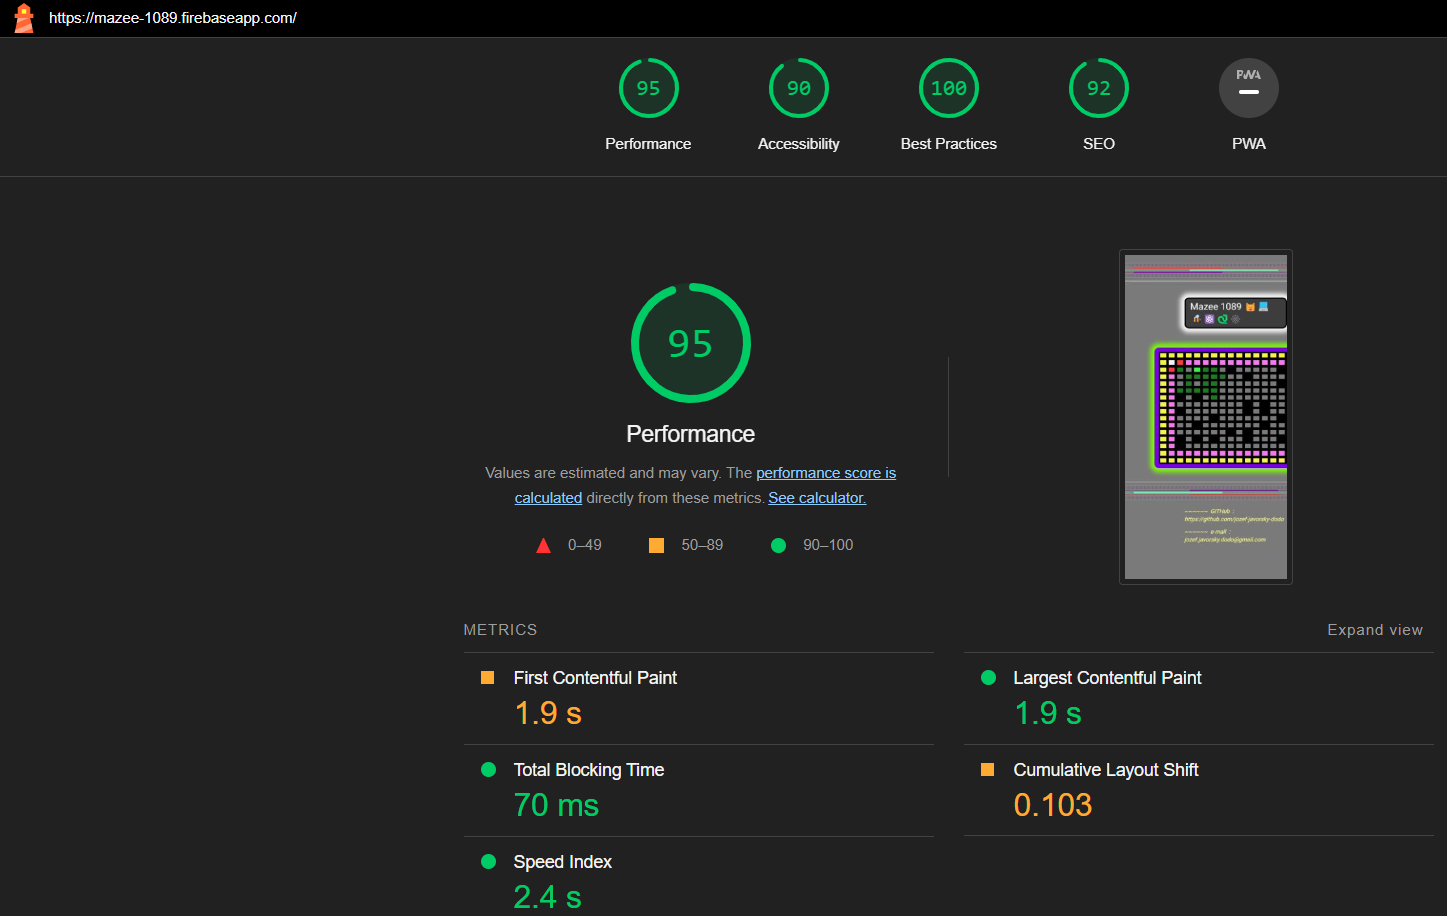 https://mazee-1089.firebaseapp.com/
95
90
100
92
PWA
Performance
Accessibility
Best Practices
SEO
PWA
95
Performance
Values are estimated and may vary. The performance score is
calculated directly from these metrics. See calculator.
0–49
50–89
90–100
Mazee 1089
~~~~~~ GitHub :
https://github.com/jozef-javorsky-dodo
~~~~~~ e-mail :
jozef.javorsky.dodo@gmail.com
METRICS
Expand view
First Contentful Paint
1.9 s
Largest Contentful Paint
1.9 s
Total Blocking Time
70 ms
Cumulative Layout Shift
0.103
Speed Index
2.4 s